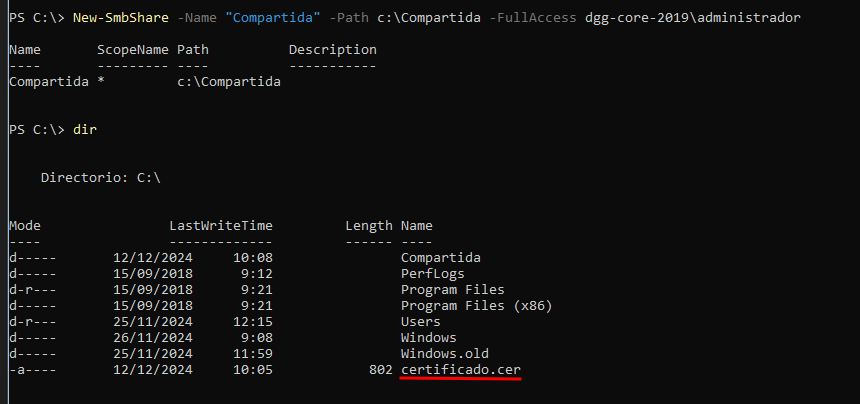 PS C:\> New-SmbShare -Name "Compartida" -Path c:\Compartida -FullAccess dgg-core-2019\administrador
Name       ScopeName Path          Description
----       --------- ----          -----------
Compartida *         c:\Compartida
PS C:\> dir
    Directorio: C:\
Mode                LastWriteTime         Length Name
----                -------------         ------ ----
d-----       12/12/2024     10:08                Compartida
d-----       15/09/2018      9:12                PerfLogs
d-r---       15/09/2018      9:21                Program Files
d-----       15/09/2018      9:21                Program Files (x86)
d-r---       25/11/2024     12:15                Users
d-----       26/11/2024      9:08                Windows
d-----       25/11/2024     11:59                Windows.old
-a----       12/12/2024     10:05            802 certificado.cer